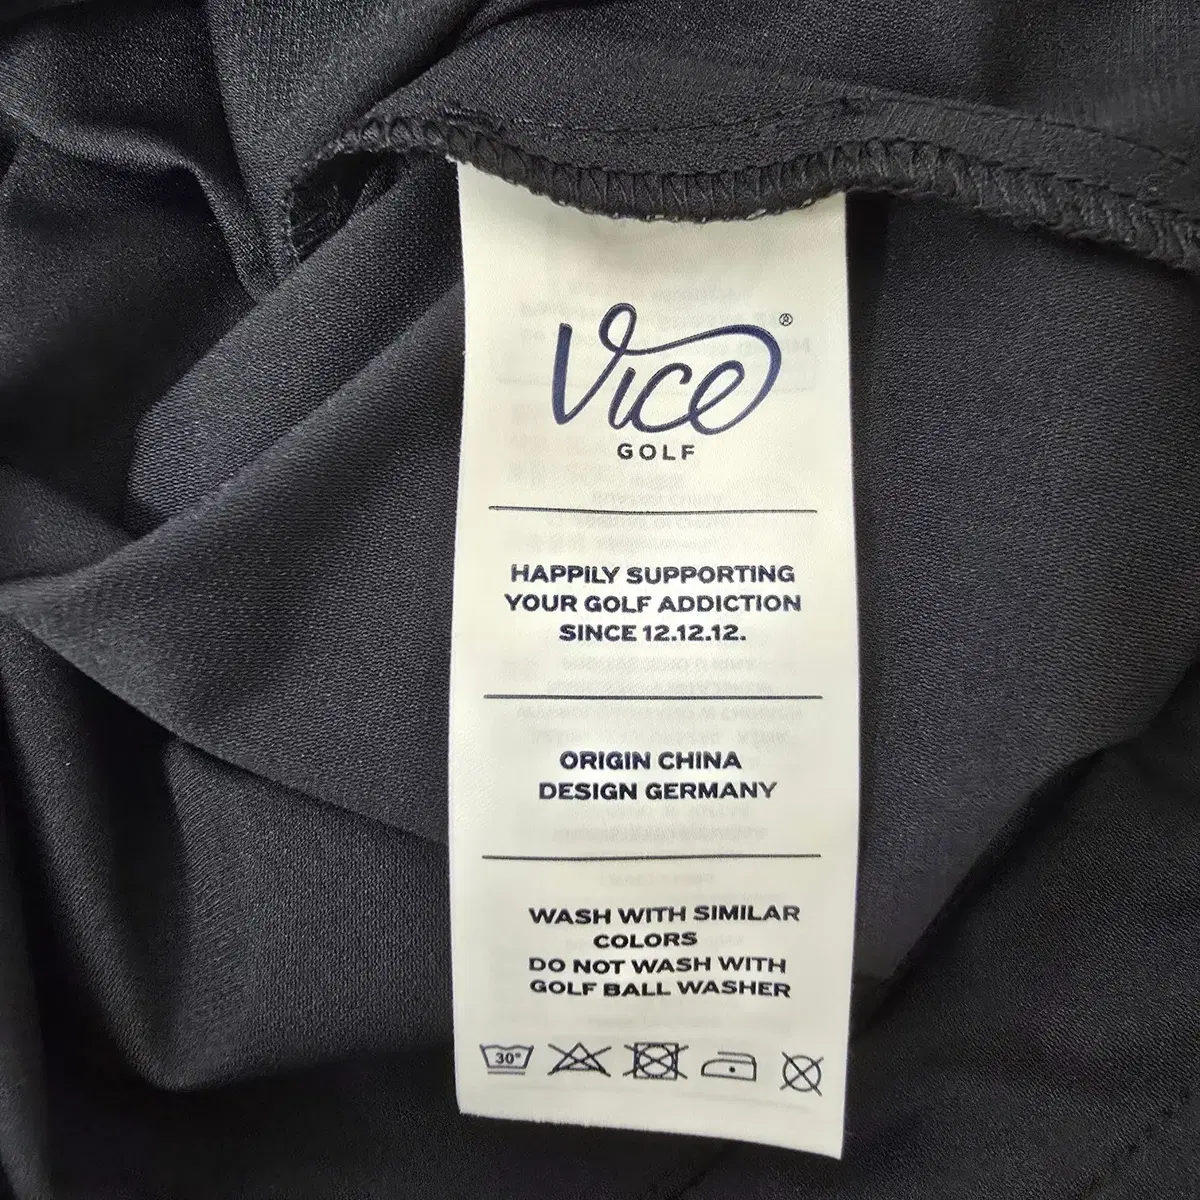 Vice®
GOLF
HAPPILY SUPPORTING
YOUR GOLF ADDICTION
SINCE 12.12.12.
ORIGIN CHINA
DESIGN GERMANY
WASH WITH SIMILAR
COLORS
DO NOT WASH WITH
GOLF BALL WASHER
30°